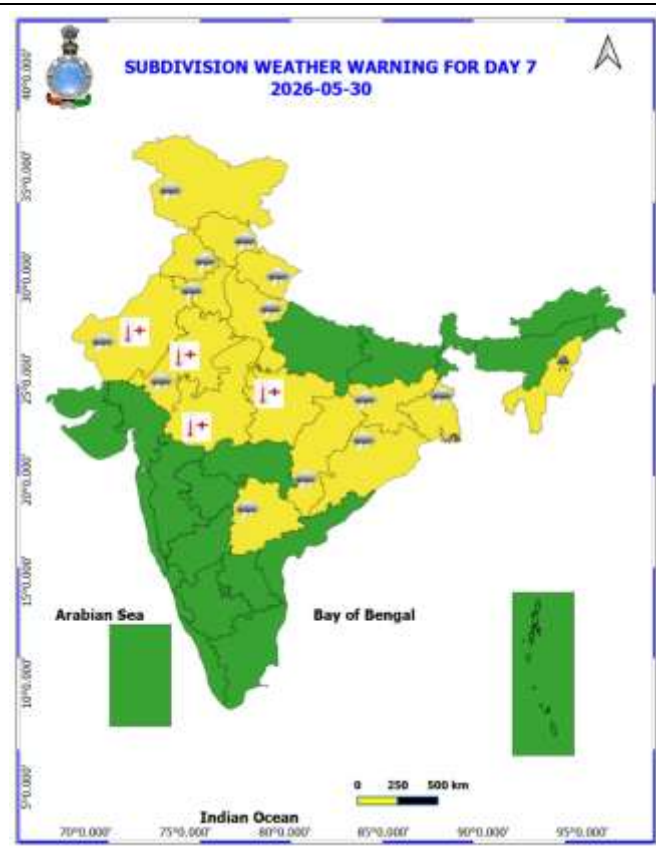 SUBDIVISION WEATHER WARNING FOR DAY 7
2026-05-30
40°0.000'
35°0.000'
30°0.000'
25°0.000'
20°0.000'
15°0.000'
10°0.000'
5°0.000'
Arabian Sea
Bay of Bengal
0 250 500 km
Indian Ocean
70°0.000' 75°0.000' 80°0.000' 85°0.000' 90°0.000' 95°0.000'